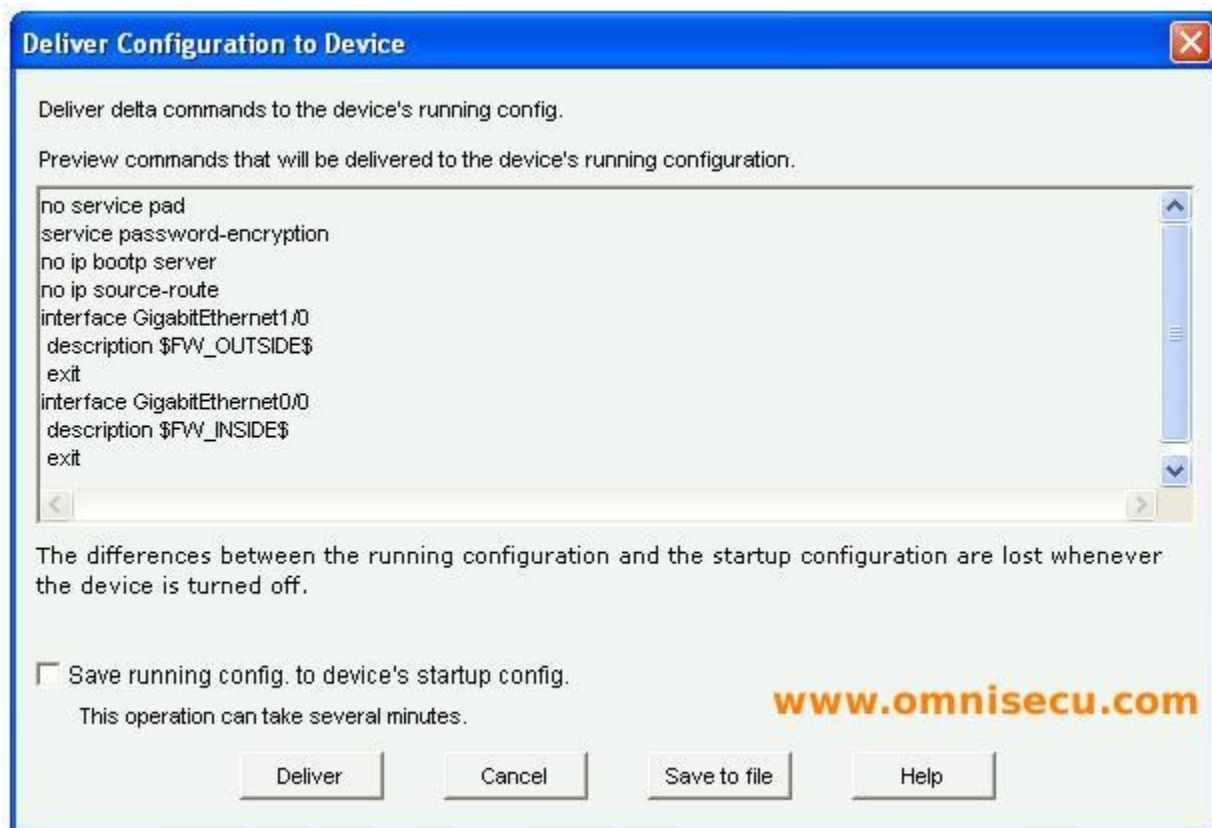 Deliver Configuration to Device
Deliver delta commands to the device's running config.
Preview commands that will be delivered to the device's running configuration.
no service pad
service password-encryption
no ip bootp server
no ip source-route
interface GigabitEthernet1/0
description $FW_OUTSIDE$
exit
interface GigabitEthernet0/0
description $FW_INSIDE$
exit
The differences between the running configuration and the startup configuration are lost whenever
the device is turned off.
Save running config. to device's startup config.
This operation can take several minutes.
www.omnisecu.com
Deliver Cancel Save to file Help